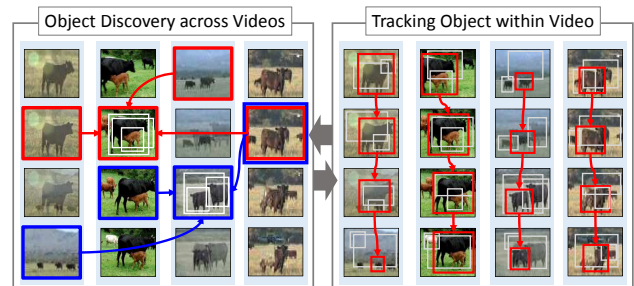 Object Discovery across Videos
Tracking Object within Video